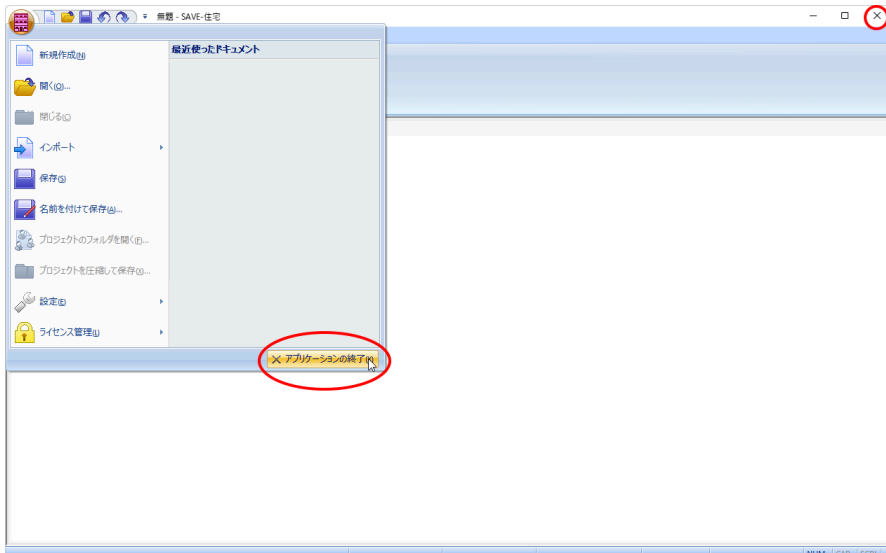 無題 - SAVE-住宅
最近使ったドキュメント
新規作成(N)
開く(O)...
閉じる(C)
インポート
保存(S)
名前を付けて保存(A)...
プロジェクトのフォルダを開く(F)...
プロジェクトを圧縮して保存(X)...
設定(E)
ライセンス管理(L)
アプリケーションの終了(X)
NUM CAP SCRL